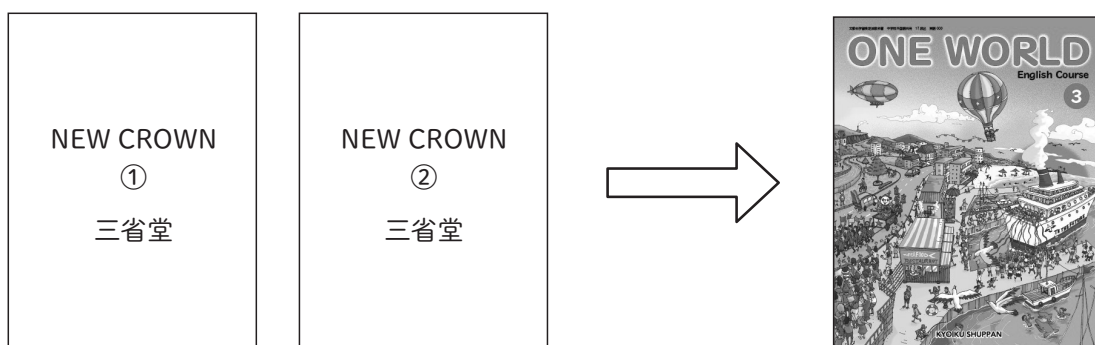 NEW CROWN
①
三省堂
NEW CROWN
②
三省堂
ONE WORLD
English Course
3
KYOIKU SHUPPAN